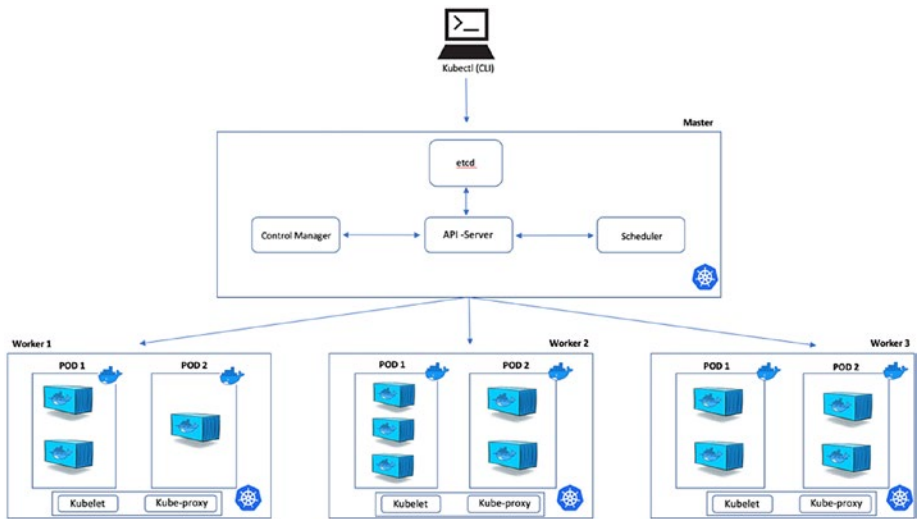 Kubectl (CLI)
Master
etcd
Control Manager
API -Server
Scheduler
Worker 1
POD 1
POD 2
Kubelet
Kube-proxy
Worker 2
POD 1
POD 2
Kubelet
Kube-proxy
Worker 3
POD 1
POD 2
Kubelet
Kube-proxy